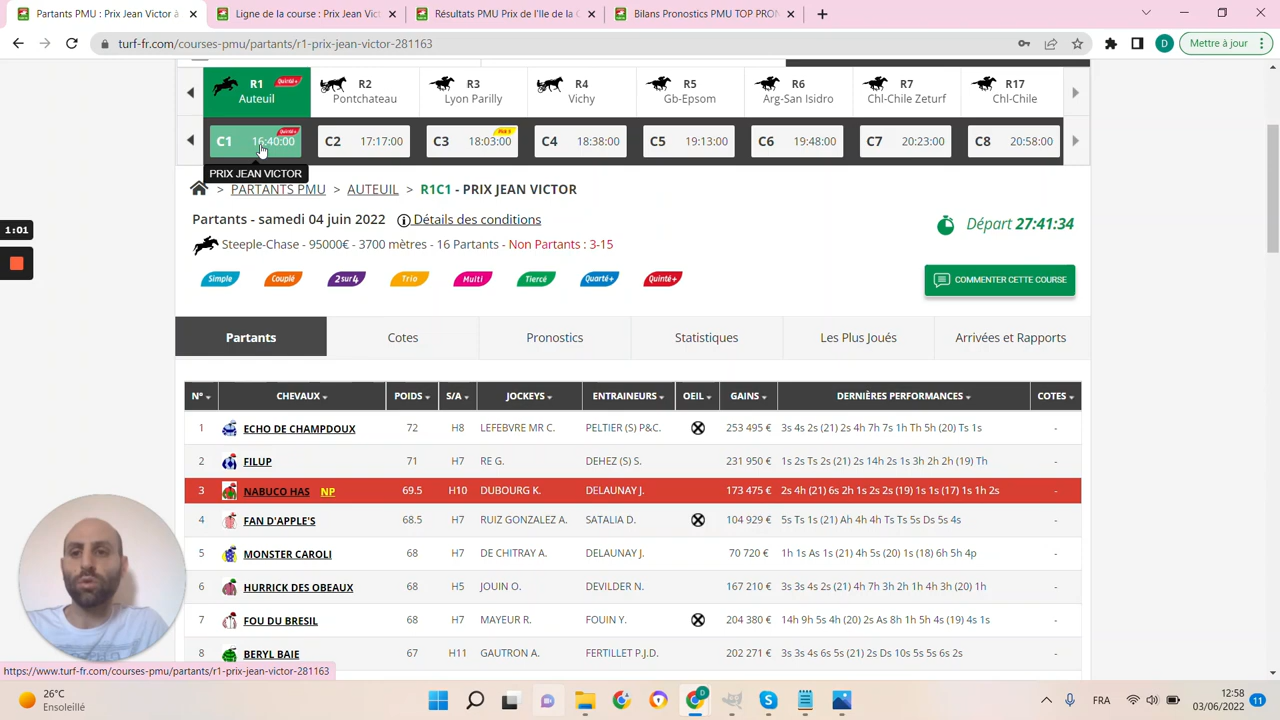 Partants PMU : Prix Jean Victor à
Ligne de la course : Prix Jean Vic
Résultats PMU Prix de l'Ile de la C
Bilans Pronostics PMU TOP PRON
turf-fr.com/courses-pmu/partants/r1-prix-jean-victor-281163
D
Mettre à jour
R1 Quinté+
Auteuil
R2
Pontchateau
R3
Lyon Parilly
R4
Vichy
R5
Gb-Epsom
R6
Arg-San Isidro
R7
Chl-Chile Zeturf
R17
Chl-Chile
C1 16:40:00 Quinté+
C2 17:17:00
C3 18:03:00
C4 18:38:00
C5 19:13:00
C6 19:48:00
C7 20:23:00
C8 20:58:00
PRIX JEAN VICTOR
1:01
> PARTANTS PMU > AUTEUIL > R1C1 - PRIX JEAN VICTOR
Partants - samedi 04 juin 2022 Détails des conditions
Départ 27:41:34
Steeple-Chase - 95000€ - 3700 mètres - 16 Partants - Non Partants : 3-15
Simple Couplé 2sur4 Trio Multi Tiercé Quarté+ Quinté+
COMMENTER CETTE COURSE
Partants Cotes Pronostics Statistiques Les Plus Joués Arrivées et Rapports
N° CHEVAUX POIDS S/A JOCKEYS ENTRAINEURS OEIL GAINS DERNIÈRES PERFORMANCES COTES
1 ECHO DE CHAMPDOUX 72 H8 LEFEBVRE MR C. PELTIER (S) P&C. 253 495 € 3s 4s 2s (21) 2s 4h 7h 7s 1h Th 5h (20) Ts 1s -
2 FILUP 71 H7 RE G. DEHEZ (S) S. 231 950 € 1s 2s Ts 2s (21) 2s 14h 2s 1s 3h 2h 2h (19) Th -
3 NABUCO HAS NP 69.5 H10 DUBOURG K. DELAUNAY J. 173 475 € 2s 4h (21) 6s 2h 1s 2s 2s (19) 1s 1s (17) 1s 1h 2s -
4 FAN D'APPLE'S 68.5 H7 RUIZ GONZALEZ A. SATALIA D. 104 929 € 5s Ts 1s (21) Ah 4h 4h Ts Ts 5s Ds 5s 4s -
5 MONSTER CAROLI 68 H7 DE CHITRAY A. DELAUNAY J. 70 720 € 1h 1s As 1s (21) 4h 5s (20) 1s (18) 6h 5h 4p -
6 HURRICK DES OBEAUX 68 H5 JOUIN O. DEVILDER N. 167 210 € 3s 3s 4s 2s (21) 4h 7h 3h 2h 1h 4h 3h (20) 1h -
7 FOU DU BRESIL 68 H7 MAYEUR R. FOUIN Y. 204 380 € 14h 9h 5s 4h (20) 2s As 8h 1h 5h 4s (19) 4s 1s -
8 BERYL BAIE 67 H11 GAUTRON A. FERTILLET P.J.D. 202 271 € 3s 3s 4s 6s 5s (21) 2s Ds 10s 5s 5s 6s 2s -
https://www.turf-fr.com/courses-pmu/partants/r1-prix-jean-victor-281163
26°C
Ensoleillé
D
FRA
12:58
03/06/2022
11